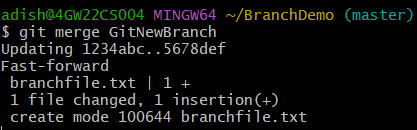 adish@4GW22CS004 MINGW64 ~/BranchDemo (master)
$ git merge GitNewBranch
Updating 1234abc..5678def
Fast-forward
 branchfile.txt | 1 +
 1 file changed, 1 insertion(+)
 create mode 100644 branchfile.txt